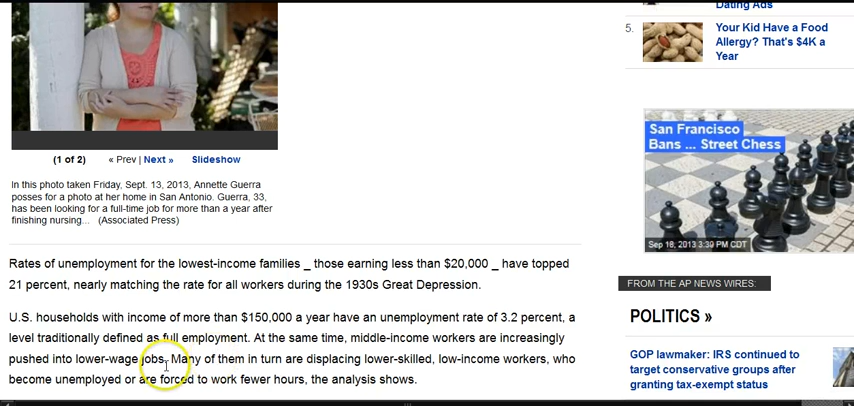 (1 of 2) « Prev | Next » Slideshow
In this photo taken Friday, Sept. 13, 2013, Annette Guerra
posses for a photo at her home in San Antonio. Guerra, 33,
has been looking for a full-time job for more than a year after
finishing nursing... (Associated Press)
Rates of unemployment for the lowest-income families _ those earning less than $20,000 _ have topped
21 percent, nearly matching the rate for all workers during the 1930s Great Depression.
U.S. households with income of more than $150,000 a year have an unemployment rate of 3.2 percent, a
level traditionally defined as full employment. At the same time, middle-income workers are increasingly
pushed into lower-wage jobs. Many of them in turn are displacing lower-skilled, low-income workers, who
become unemployed or are forced to work fewer hours, the analysis shows.
Dating Ads
5. Your Kid Have a Food
Allergy? That's $4K a
Year
San Francisco
Bans ... Street Chess
Sep 18, 2013 3:39 PM CDT
FROM THE AP NEWS WIRES:
POLITICS »
GOP lawmaker: IRS continued to
target conservative groups after
granting tax-exempt status